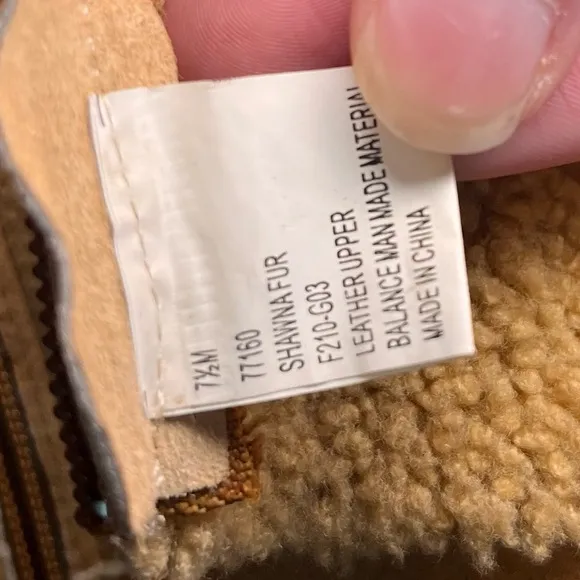 7½M
77160
SHAWNA FUR
F210-G03
LEATHER UPPER
BALANCE MAN MADE MATERIAL
MADE IN CHINA